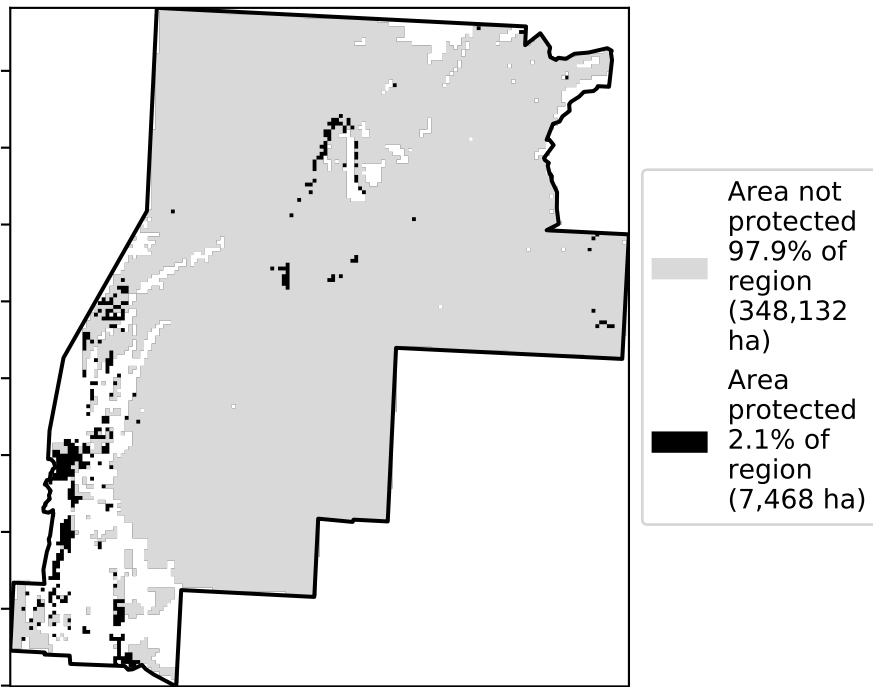 Area not
protected
97.9% of
region
(348,132
ha)
Area
protected
2.1% of
region
(7,468 ha)